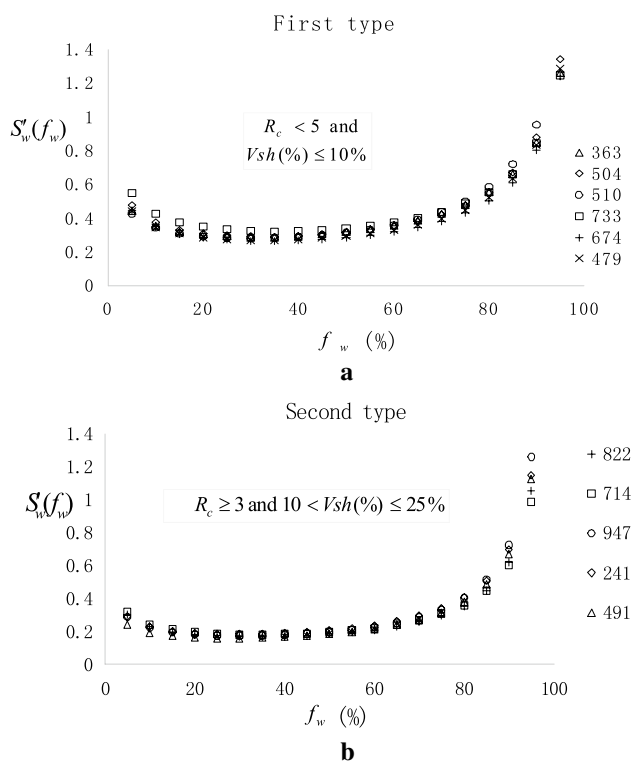 First type
1.4
1.2
1
0.8
0.6
0.4
0.2
0
S′w(fw)
Rc < 5 and
Vsh(%) ≤ 10%
363
504
510
733
674
479
0 20 40 60 80 100
f w (%)
a
Second type
1.4
1.2
1
0.8
0.6
0.4
0.2
0
S′w(fw)
Rc ≥ 3 and 10 < Vsh(%) ≤ 25%
822
714
947
241
491
0 20 40 60 80 100
fw (%)
b